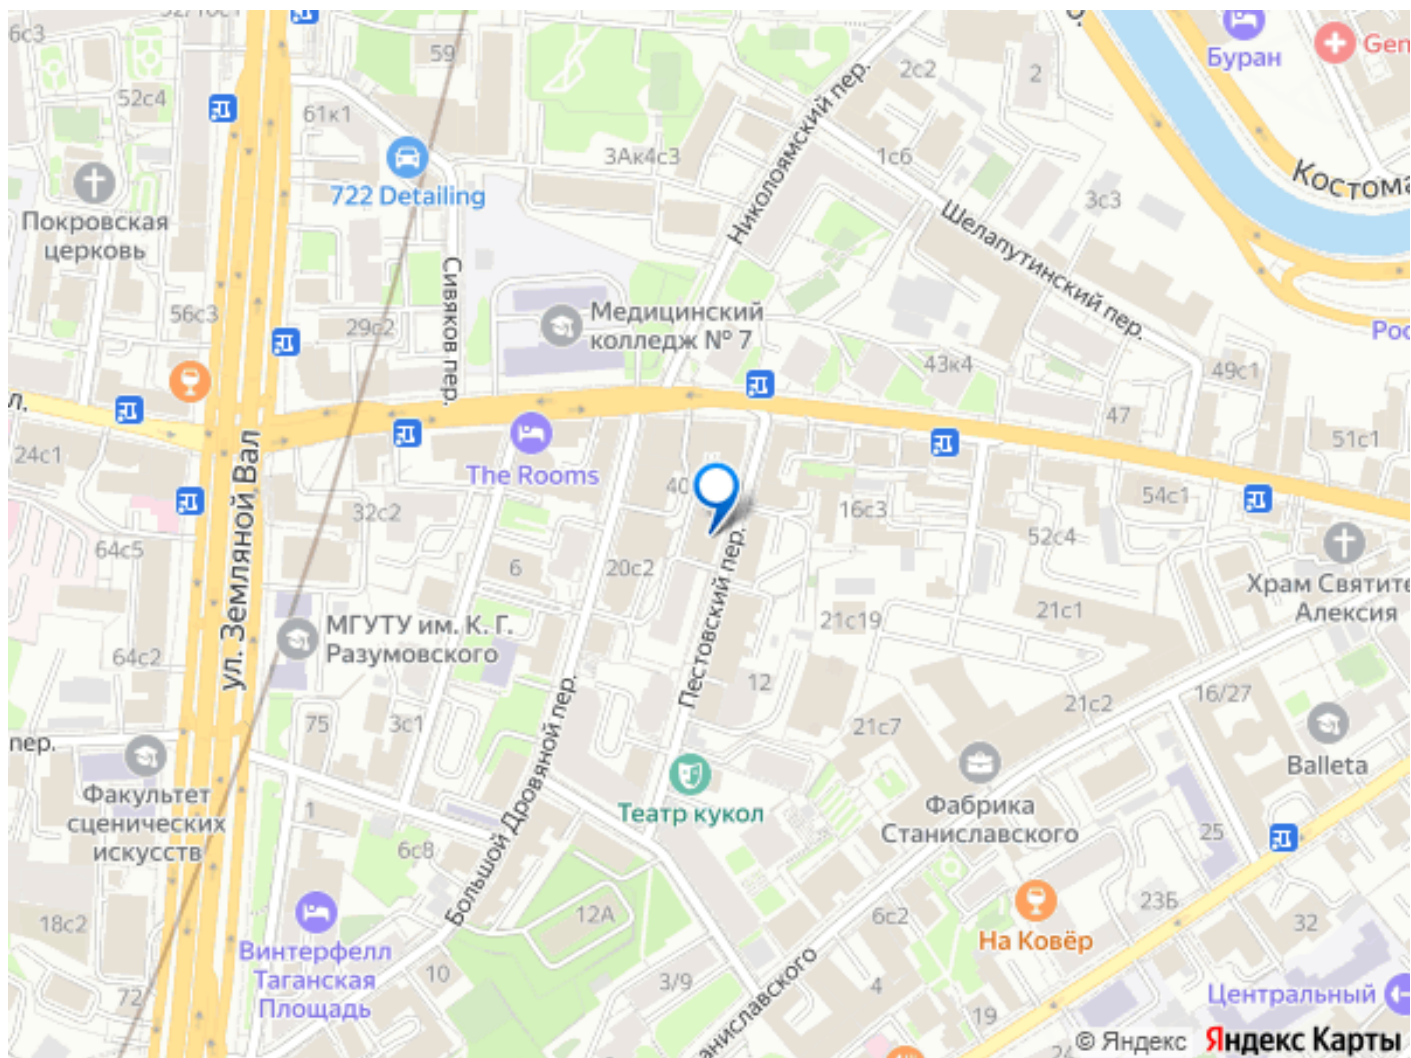 6с3
59
Буран
Gen
52с4
61к1
2с2
2
Николоямский пер.
3Ак4с3
1с6
Костома
722 Detailing
3с3
Покровская
церковь
Шелапутинский пер.
Сивяков пер.
56с3
29с2
Медицинский
колледж № 7
Рос
43к4
49с1
л.
47
51с1
24с1
ул. Земляной Вал
The Rooms
40
54с1
32с2
16с3
52с4
64с5
6
20с2
Пестовский пер.
Храм Святите
Алексия
21с1
21с19
МГУТУ им. К. Г.
Разумовского
64с2
12
16/27
21с2
75
3с1
21с7
пер.
Большой Дровяной пер.
Balleta
Факультет
сценических
искусств
1
Театр кукол
Фабрика
Станиславского
25
6с8
12А
6с2
23Б
18с2
32
На Ковёр
Винтерфелл
Таганская
Площадь
10
3/9
4
Центральный
72
19
аниславского
24
© Яндекс Яндекс Карты